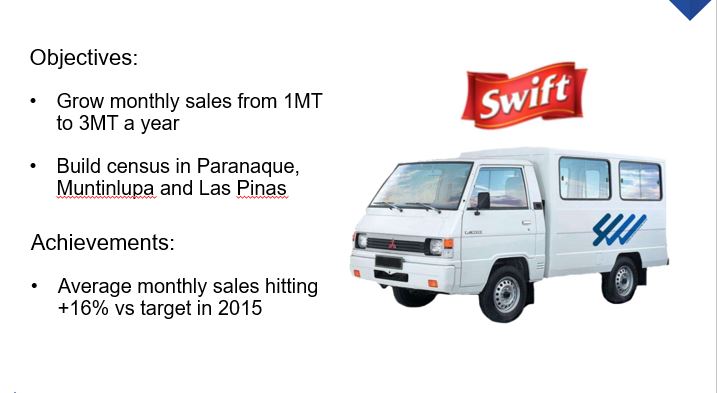 Objectives:
• Grow monthly sales from 1MT
to 3MT a year
• Build census in Paranaque,
Muntinlupa and Las Pinas
Achievements:
• Average monthly sales hitting
+16% vs target in 2015
Swift